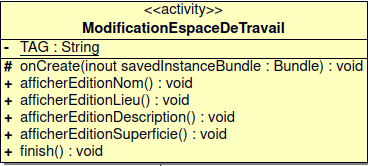 <<activity>>
ModificationEspaceDeTravail
- TAG : String
# onCreate(inout savedInstanceBundle : Bundle) : void
+ afficherEditionNom() : void
+ afficherEditionLieu() : void
+ afficherEditionDescription() : void
+ afficherEditionSuperficie() : void
+ finish() : void